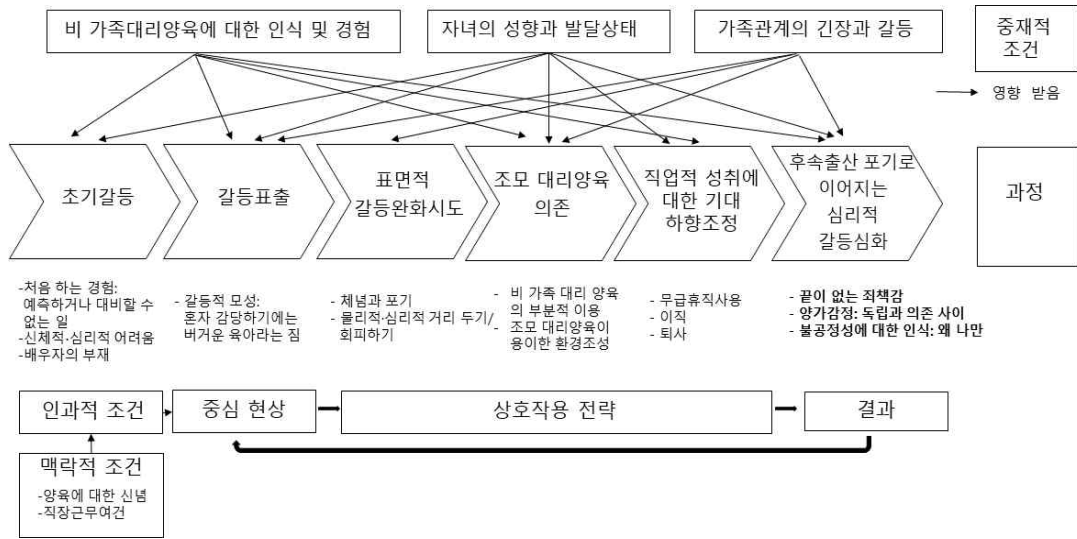 비 가족대리양육에 대한 인식 및 경험
자녀의 성향과 발달상태
가족관계의 긴장과 갈등
중재적
조건
영향 받음
초기갈등
갈등표출
표면적
갈등완화시도
조모 대리양육
의존
직업적 성취에
대한 기대
하향조정
후속출산 포기로
이어지는
심리적
갈등심화
과정
-처음 하는 경험:
예측하거나 대비할 수
없는 일
-신체적·심리적 어려움
-배우자의 부재
- 갈등적 모성:
혼자 감당하기에는
버거운 육아라는 짐
- 체념과 포기
- 물리적·심리적 거리 두기/
회피하기
- 비 가족 대리 양육
의 부분적 이용
- 조모 대리양육이
용이한 환경조성
- 무급휴직사용
- 이직
- 퇴사
- 끝이 없는 죄책감
- 양가감정: 독립과 의존 사이
- 불공정성에 대한 인식: 왜 나만
인과적 조건
중심 현상
상호작용 전략
결과
맥락적 조건
-양육에 대한 신념
-직장근무여건